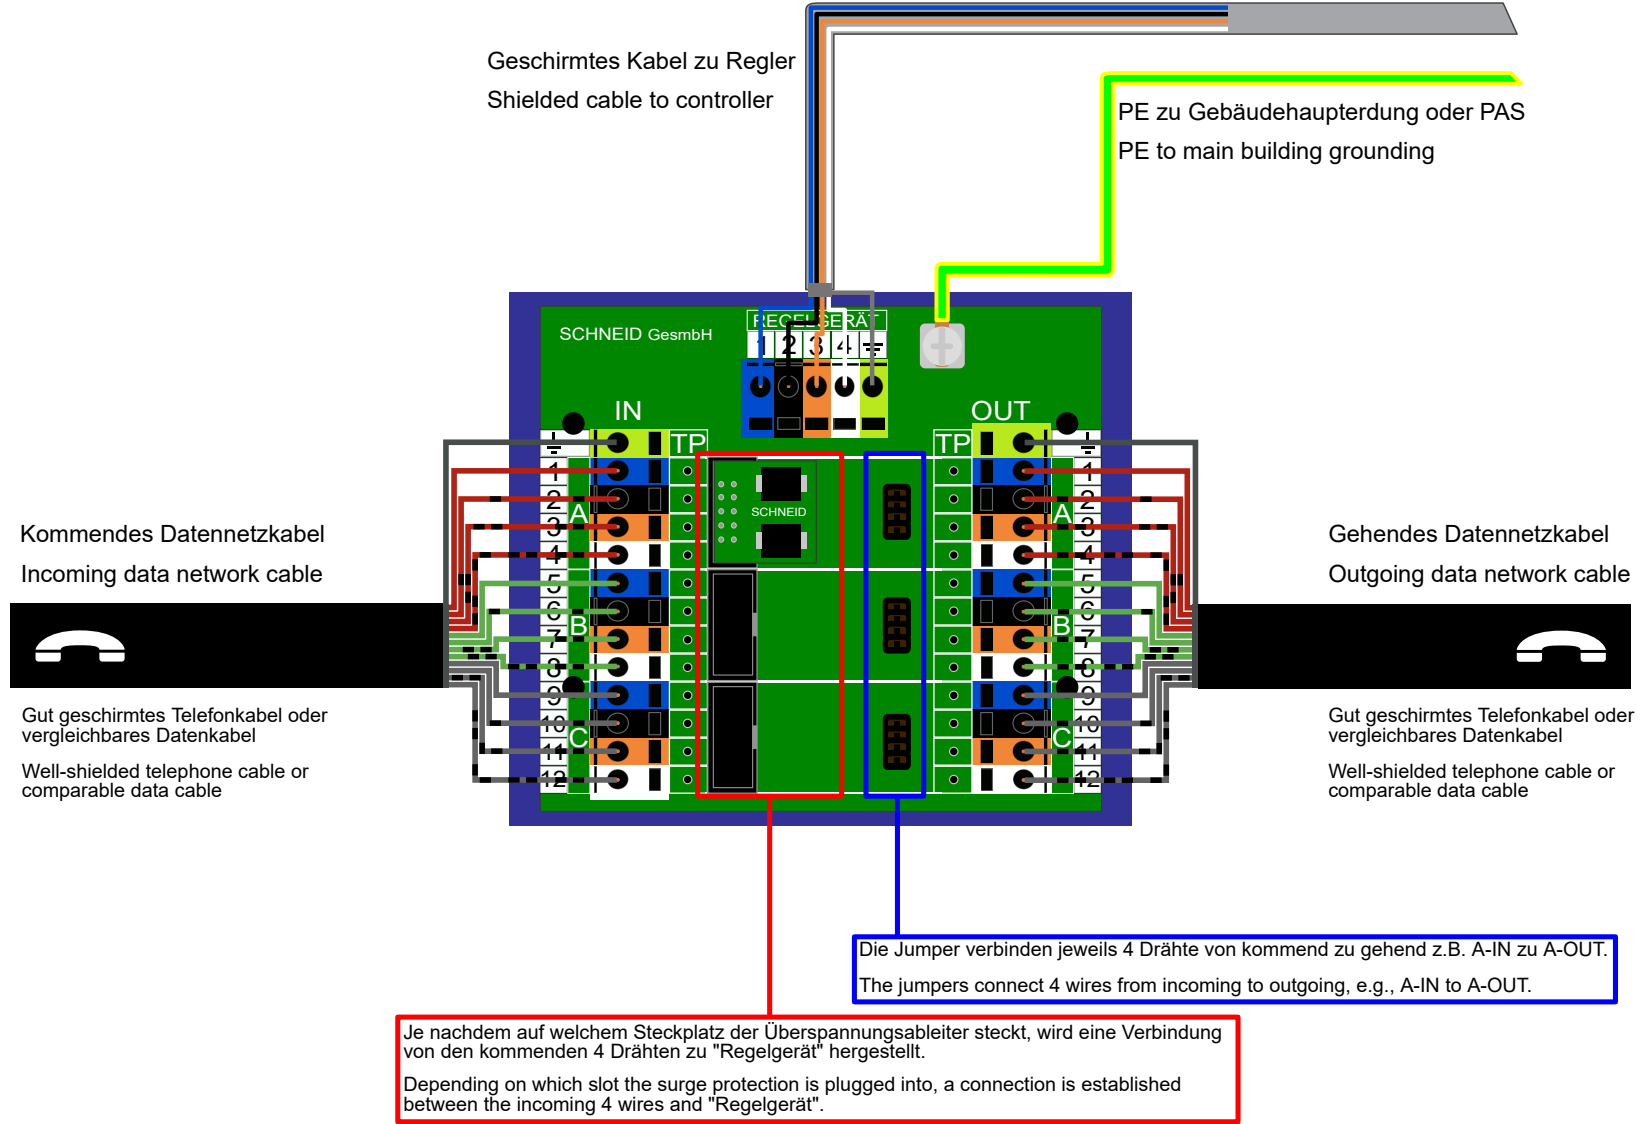 Geschirmtes Kabel zu Regler
Shielded cable to controller
PE zu Gebäudehaupterdung oder PAS
PE to main building grounding
SCHNEID GesmbH
REGELGERÄT
1 2 3 4
IN
OUT
TP
TP
1
2
3
4
5
6
7
8
9
10
11
12
A
B
C
SCHNEID
1
2
3
4
5
6
7
8
9
10
11
12
A
B
C
Kommendes Datennetzkabel
Incoming data network cable
Gut geschirmtes Telefonkabel oder
vergleichbares Datenkabel
Well-shielded telephone cable or
comparable data cable
Gehendes Datennetzkabel
Outgoing data network cable
Gut geschirmtes Telefonkabel oder
vergleichbares Datenkabel
Well-shielded telephone cable or
comparable data cable
Die Jumper verbinden jeweils 4 Drähte von kommend zu gehend z.B. A-IN zu A-OUT.
The jumpers connect 4 wires from incoming to outgoing, e.g., A-IN to A-OUT.
Je nachdem auf welchem Steckplatz der Überspannungsableiter steckt, wird eine Verbindung
von den kommenden 4 Drähten zu "Regelgerät" hergestellt.
Depending on which slot the surge protection is plugged into, a connection is established
between the incoming 4 wires and "Regelgerät".